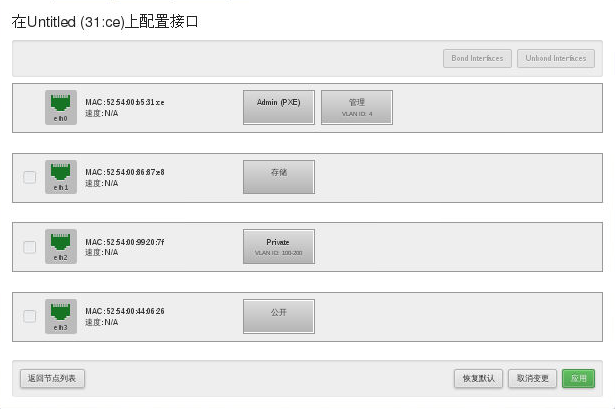 在Untitled (31:ce)上配置接口
Bond Interfaces Unbond Interfaces
eth0 MAC: 52:54:00:b5:31:ce Admin (PXE) 管理
速度: N/A VLAN ID: 4
eth1 MAC: 52:54:00:86:87:e8 存储
速度: N/A
eth2 MAC: 52:54:00:99:20:7f Private
速度: N/A VLAN ID: 100-200
eth3 MAC: 52:54:00:44:06:26 公开
速度: N/A
返回节点列表 恢复默认 取消变更 应用